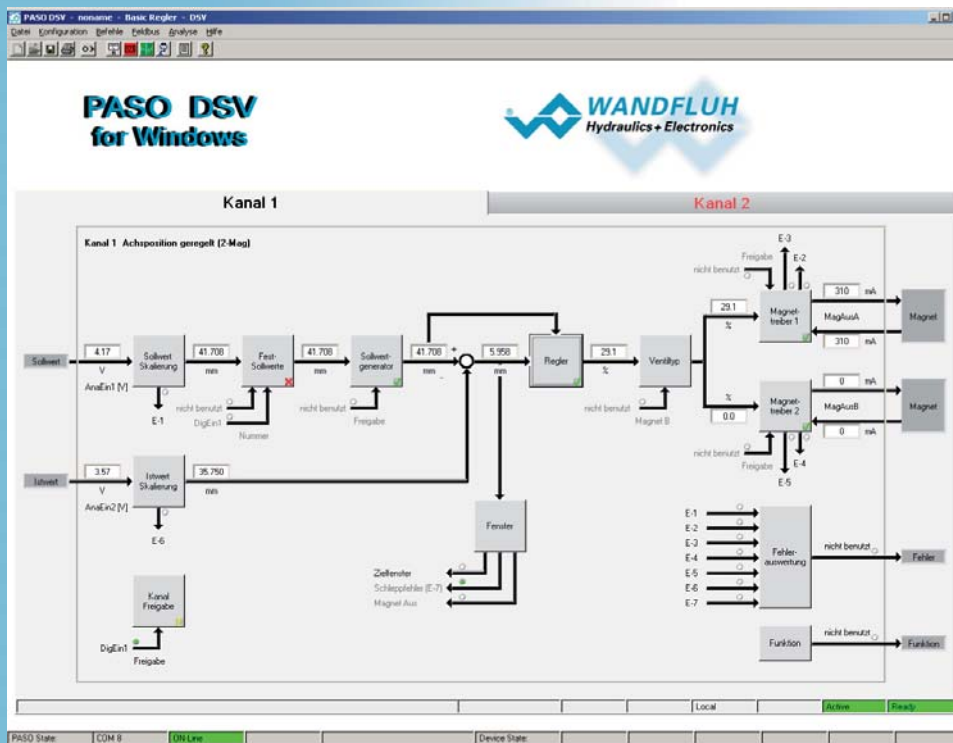 PASO DSV - noname - Basic Regler - DSV
Datei Konfiguration Befehle Feldbus Analyse Hilfe
PASO DSV
for Windows
WANDFLUH
Hydraulics + Electronics
Kanal 1
Kanal 2
Kanal 1 Achsposition geregelt (2-Mag)
Sollwert
4.17
V
AnaEin1 [V]
Sollwert
Skalierung
E-1
41.708
mm
Fest-
Sollwerte
nicht benutzt
DigEin1
Nummer
41.708
mm
Sollwert-
generator
nicht benutzt
Freigabe
41.708 +
mm -
5.958
mm
Regler
29.1
%
Ventiltyp
nicht benutzt
Magnet B
E-3
E-2
Freigabe
nicht benutzt
29.1
%
Magnet-
treiber 1
310 mA
MagAusA
310 mA
Magnet
%
0.0
Magnet-
treiber 2
nicht benutzt
Freigabe
E-4
E-5
0 mA
MagAusB
0 mA
Magnet
Istwert
3.57
V
AnaEin2 [V]
Istwert
Skalierung
E-6
35.750
mm
Fenster
Zielfenster
Schleppfehler (E-7)
Magnet Aus
E-1
E-2
E-3
E-4
E-5
E-6
E-7
Fehler-
auswertung
nicht benutzt
Fehler
Kanal
Freigabe
DigEin1
Freigabe
Funktion
nicht benutzt
Funktion
Local
Active
Ready
PASO State:
COM 8
ON-Line
Device State: